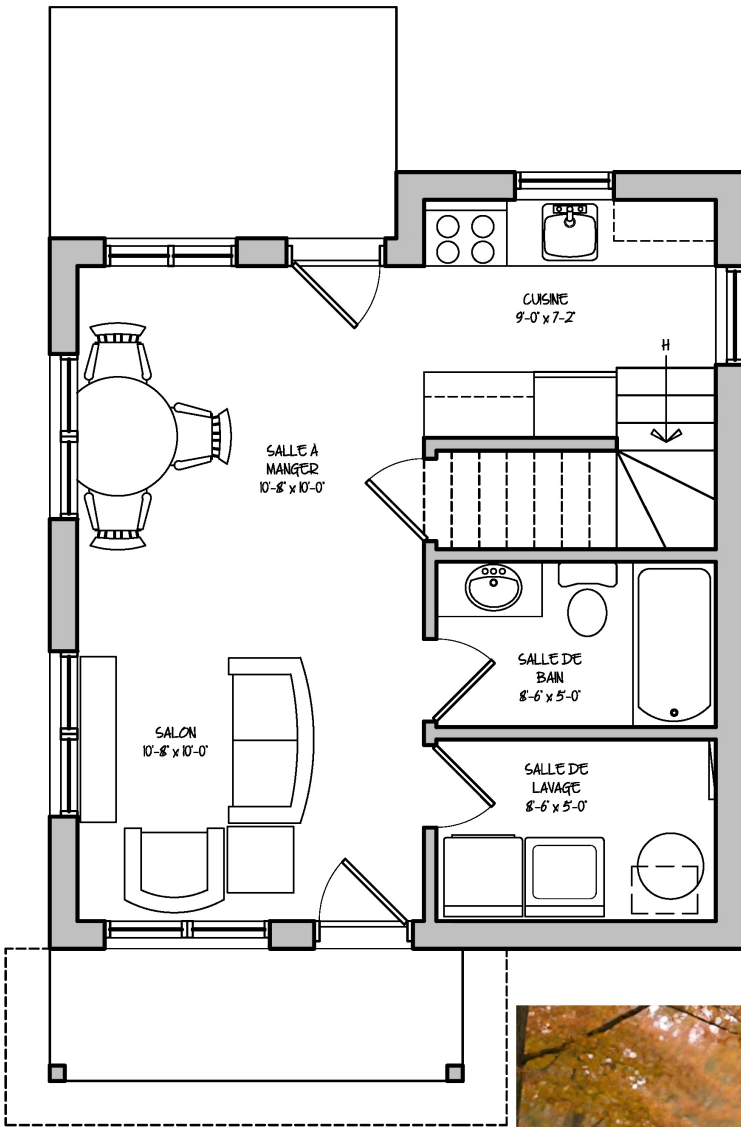 CUISINE
9'-0" x 7'-2"
H
SALLE À
MANGER
10'-8" x 10'-0"
SALLE DE
BAIN
8'-6" x 5'-0"
SALON
10'-8" x 10'-0"
SALLE DE
LAVAGE
8'-6" x 5'-0"